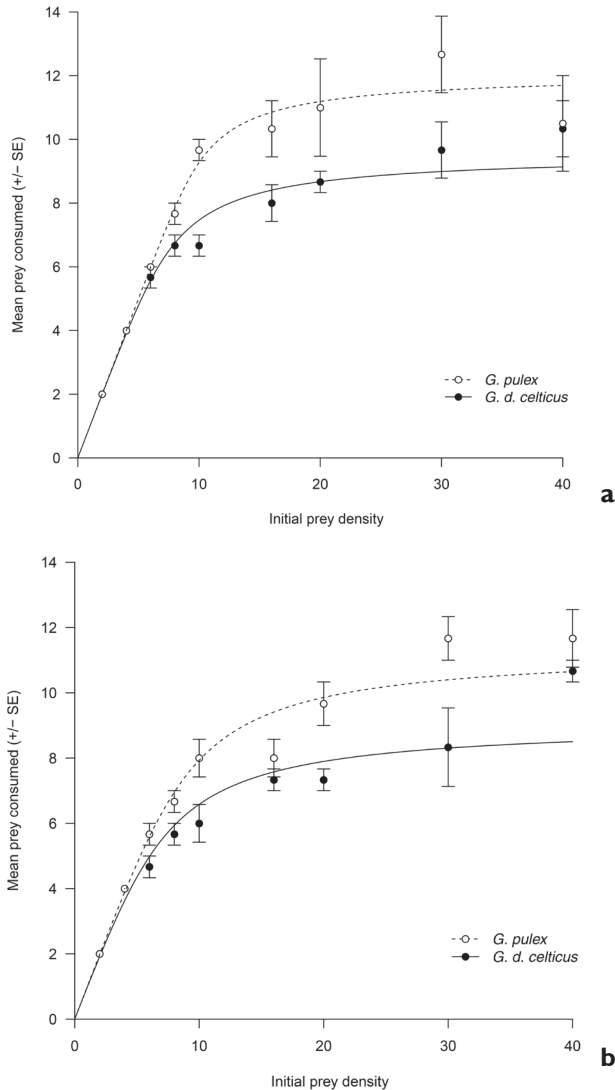 14
12
10
8
6
4
2
0
Mean prey consumed (+/− SE)
G. pulex
G. d. celticus
0 10 20 30 40
Initial prey density
a
14
12
10
8
6
4
2
0
Mean prey consumed (+/− SE)
G. pulex
G. d. celticus
0 10 20 30 40
Initial prey density
b